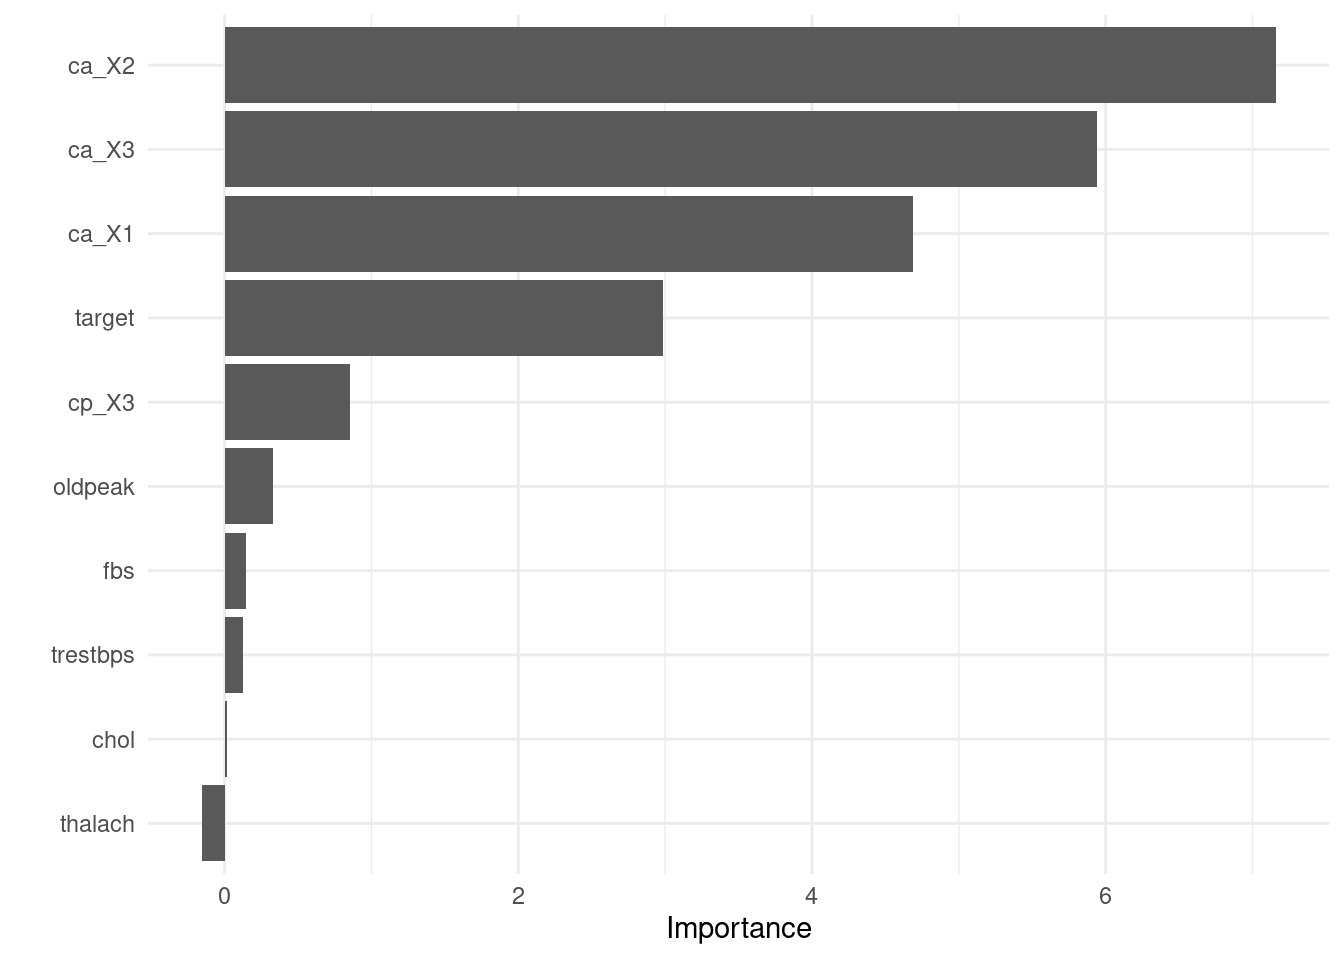 ca_X2
ca_X3
ca_X1
target
cp_X3
oldpeak
fbs
trestbps
chol
thalach
0 2 4 6
Importance